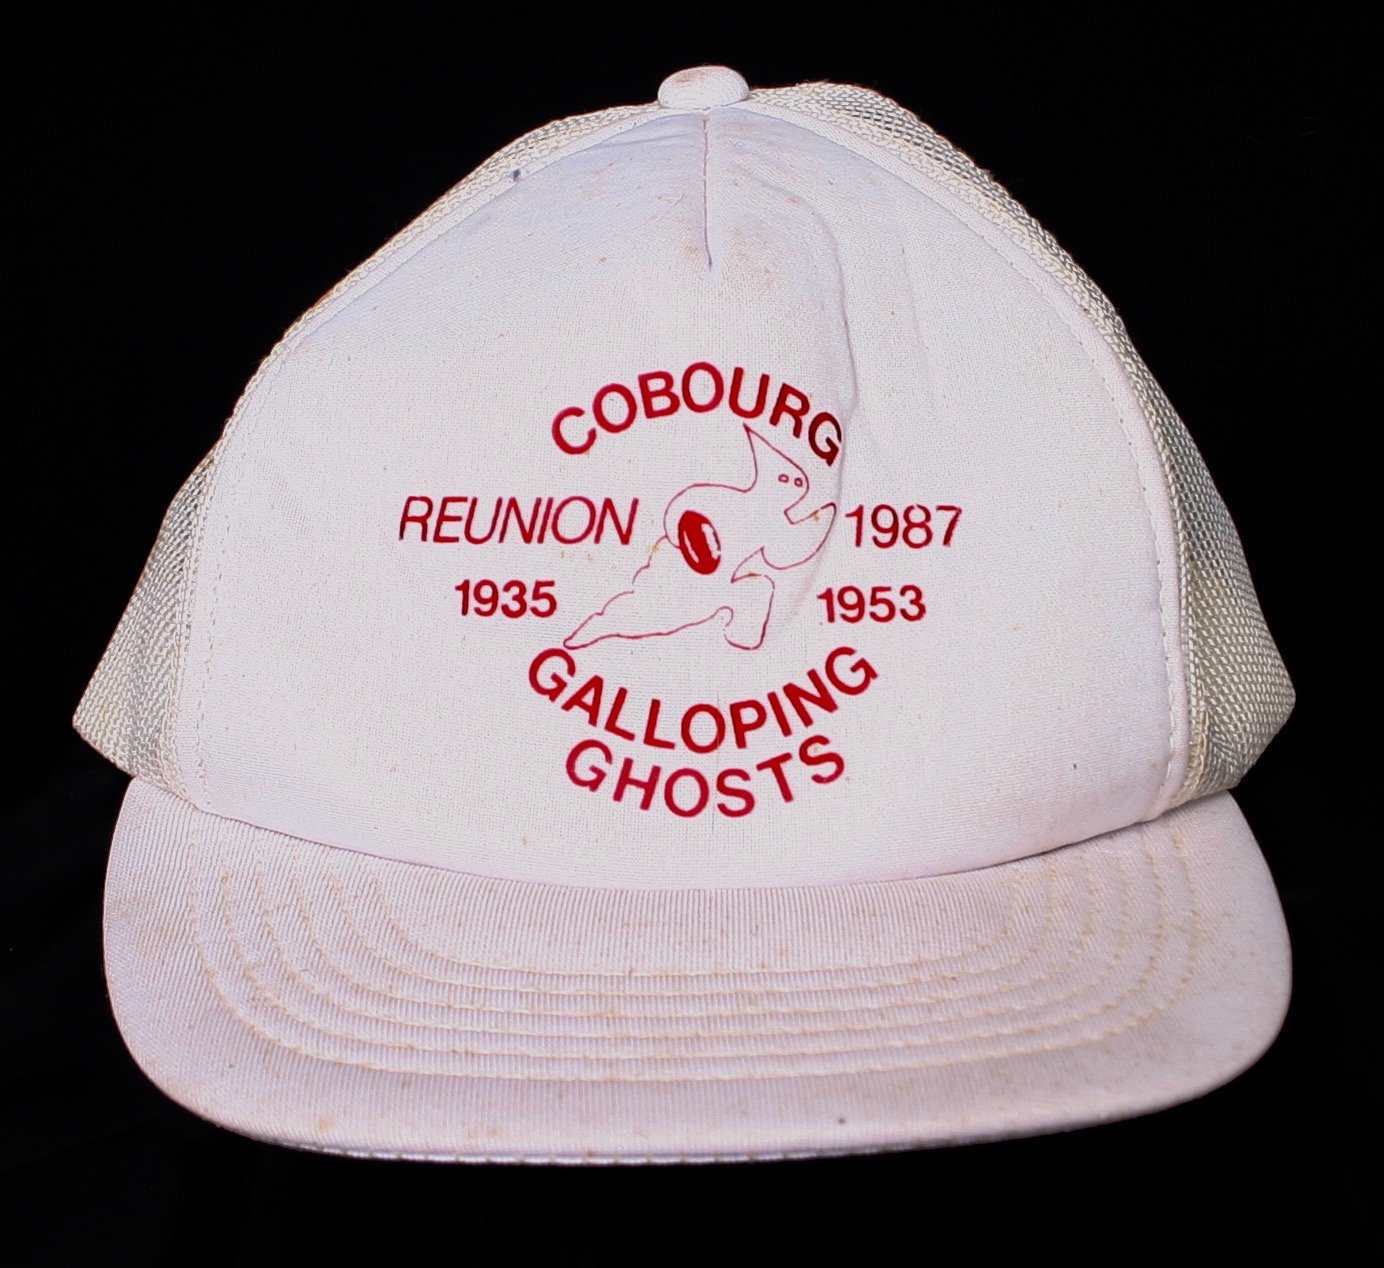 COBOURG
REUNION 1987
1935 1953
GALLOPING
GHOSTS